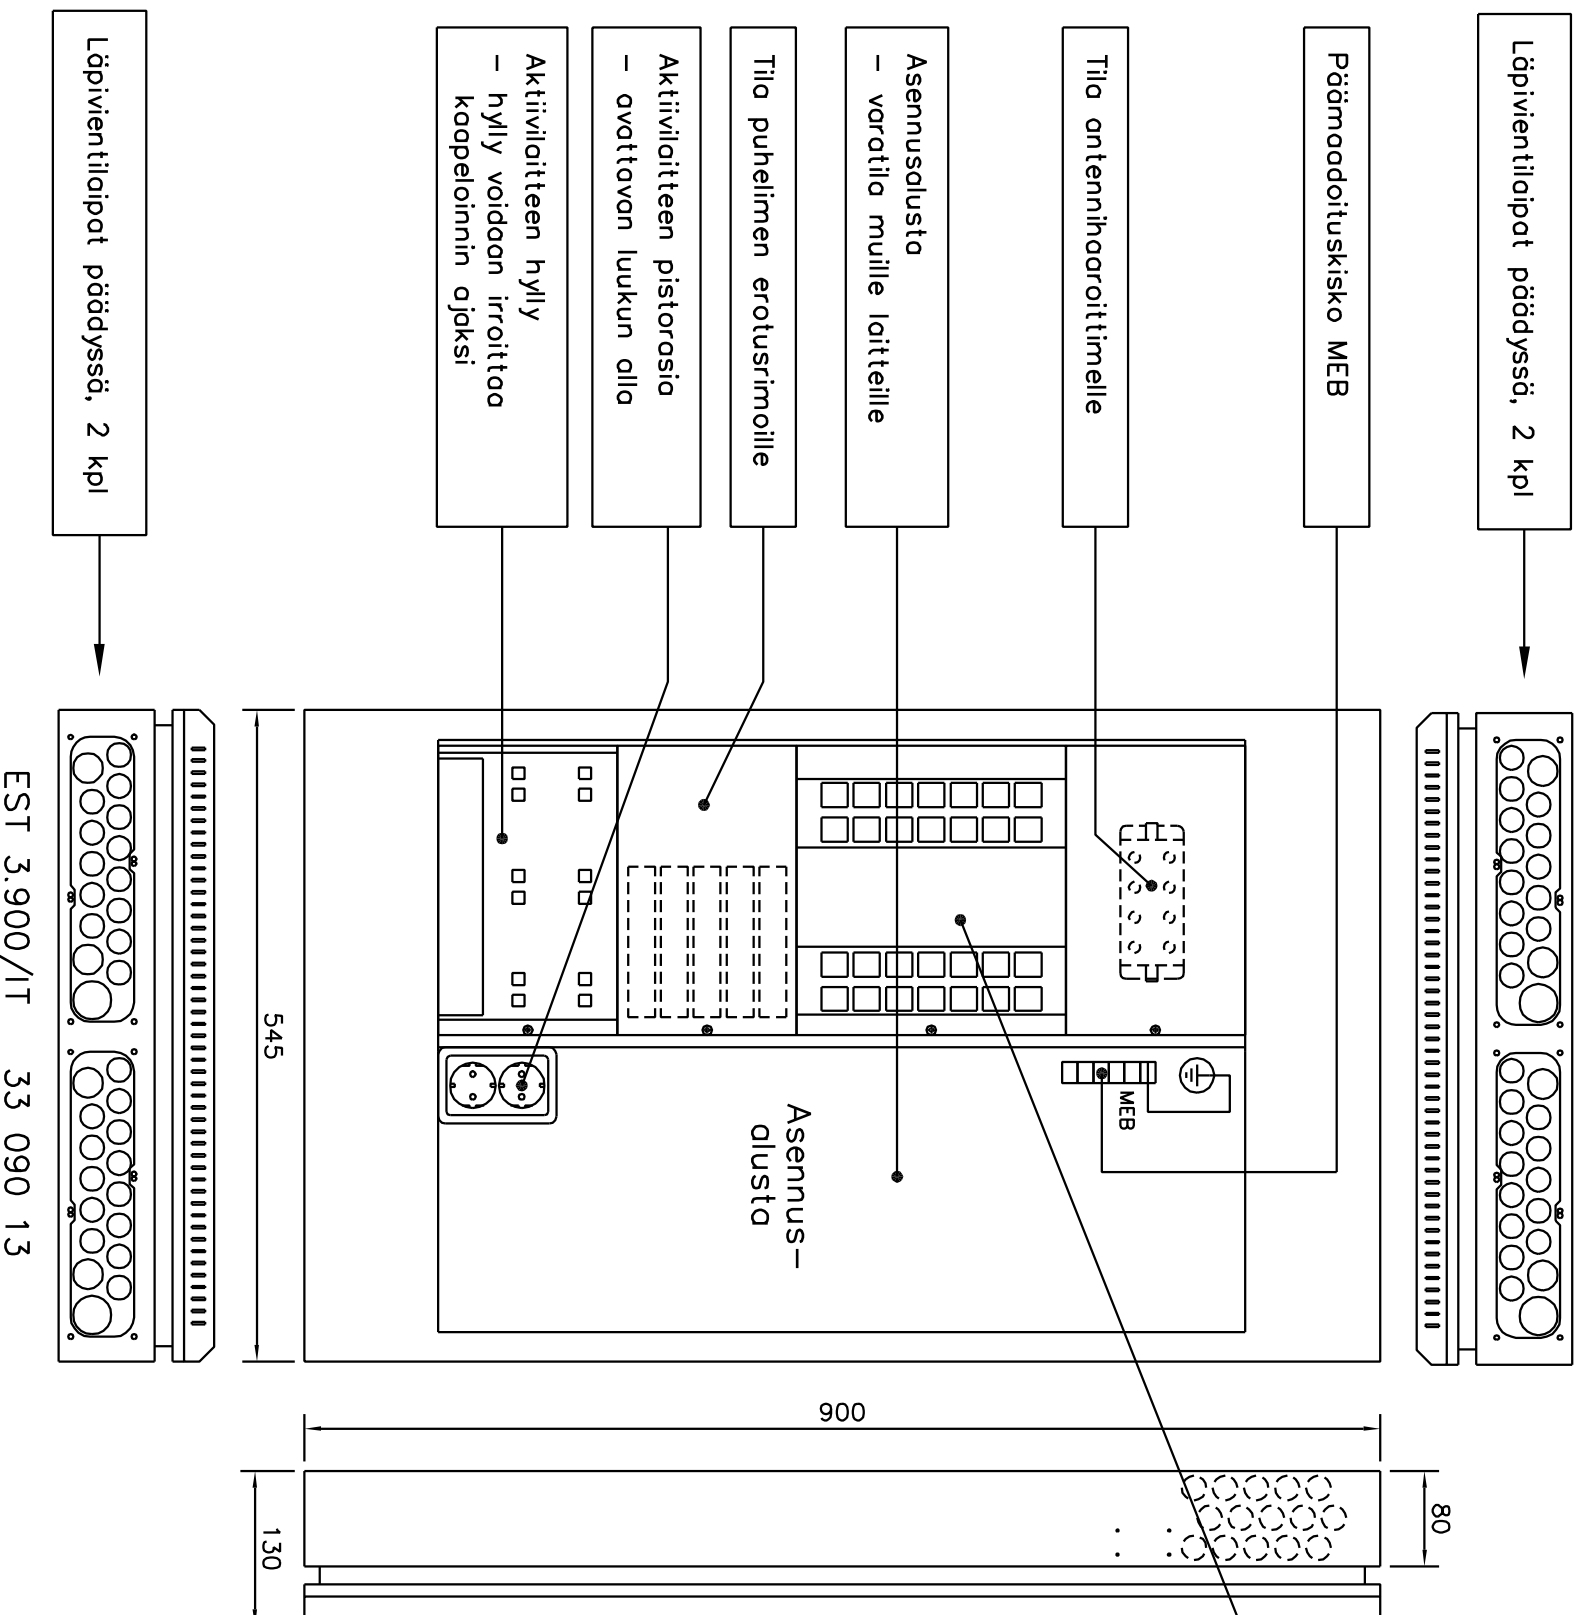 Läpivientilaipat päädyssä, 2 kpl
Päämaadoituskisko MEB
Tila antennihaaroittimelle
Asennusalusta
– varatila muille laitteille
Tila puhelimen erotusrimoille
Aktiivilaitteen pistorasia
– avattavan luukun alla
Aktiivilaitteen hylly
– hylly voidaan irroittaa
kaapeloinnin ajaksi
Läpivientilaipat päädyssä, 2 kpl
MEB
Asennus–
alusta
545
900
80
130
EST 3.900/IT 33 090 13